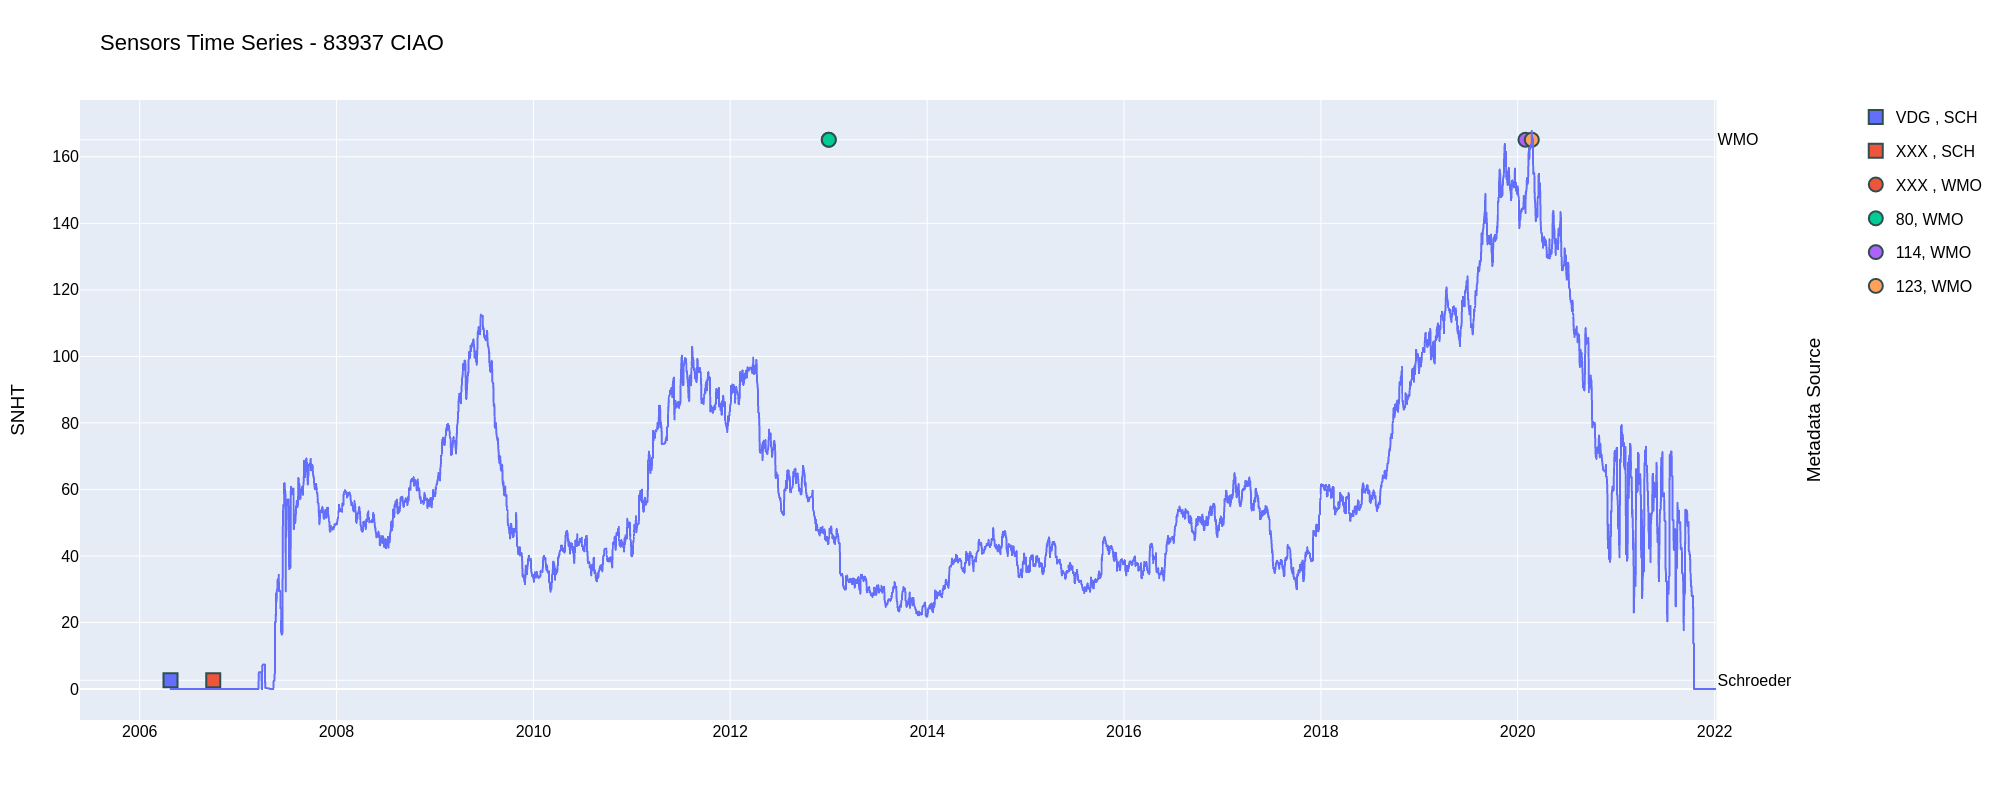 Sensors Time Series - 83937 CIAO
SNHT
160
140
120
100
80
60
40
20
0
2006
2008
2010
2012
2014
2016
2018
2020
2022
WMO
Schroeder
Metadata Source
VDG , SCH
XXX , SCH
XXX , WMO
80, WMO
114, WMO
123, WMO